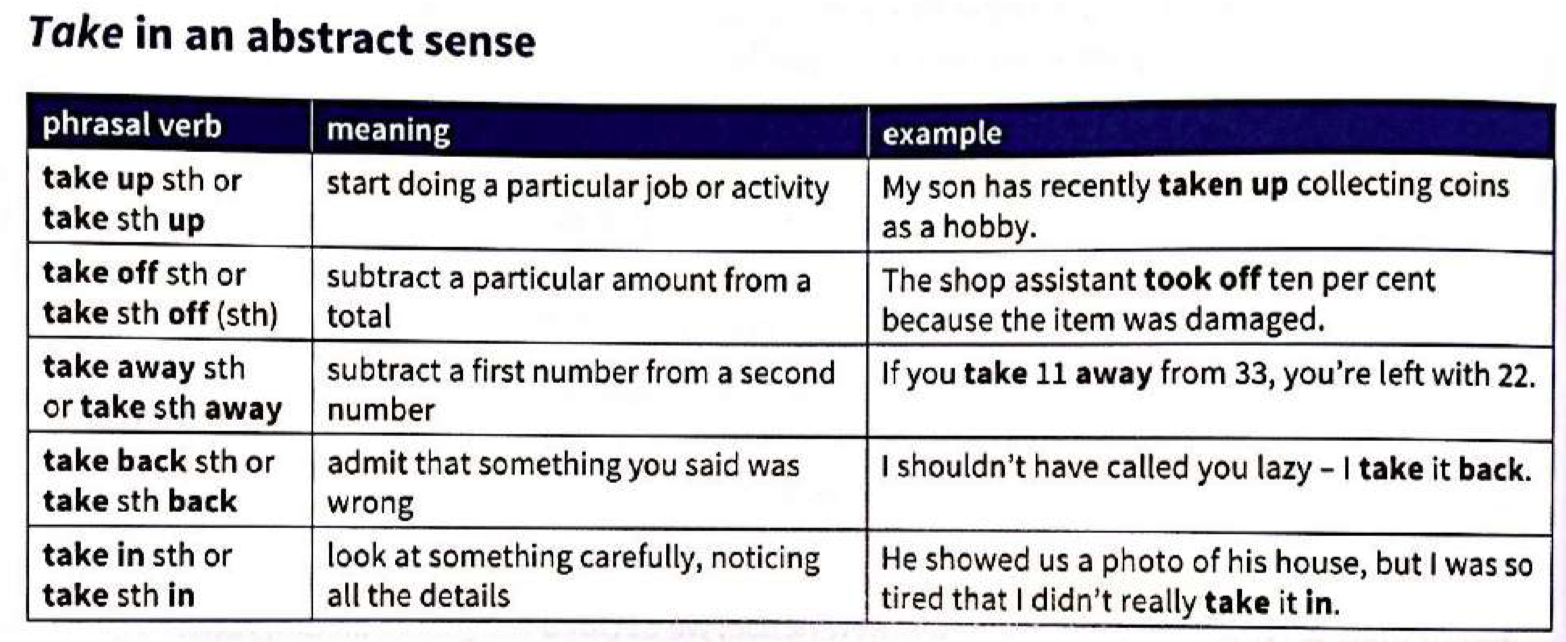 Take in an abstract sense
phrasal verb meaning example
take up sth or
take sth up
start doing a particular job or activity
My son has recently taken up collecting coins
as a hobby.
take off sth or
take sth off (sth)
subtract a particular amount from a
total
The shop assistant took off ten per cent
because the item was damaged.
take away sth
or take sth away
subtract a first number from a second
number
If you take 11 away from 33, you're left with 22.
take back sth or
take sth back
admit that something you said was
wrong
I shouldn't have called you lazy – I take it back.
take in sth or
take sth in
look at something carefully, noticing
all the details
He showed us a photo of his house, but I was so
tired that I didn't really take it in.